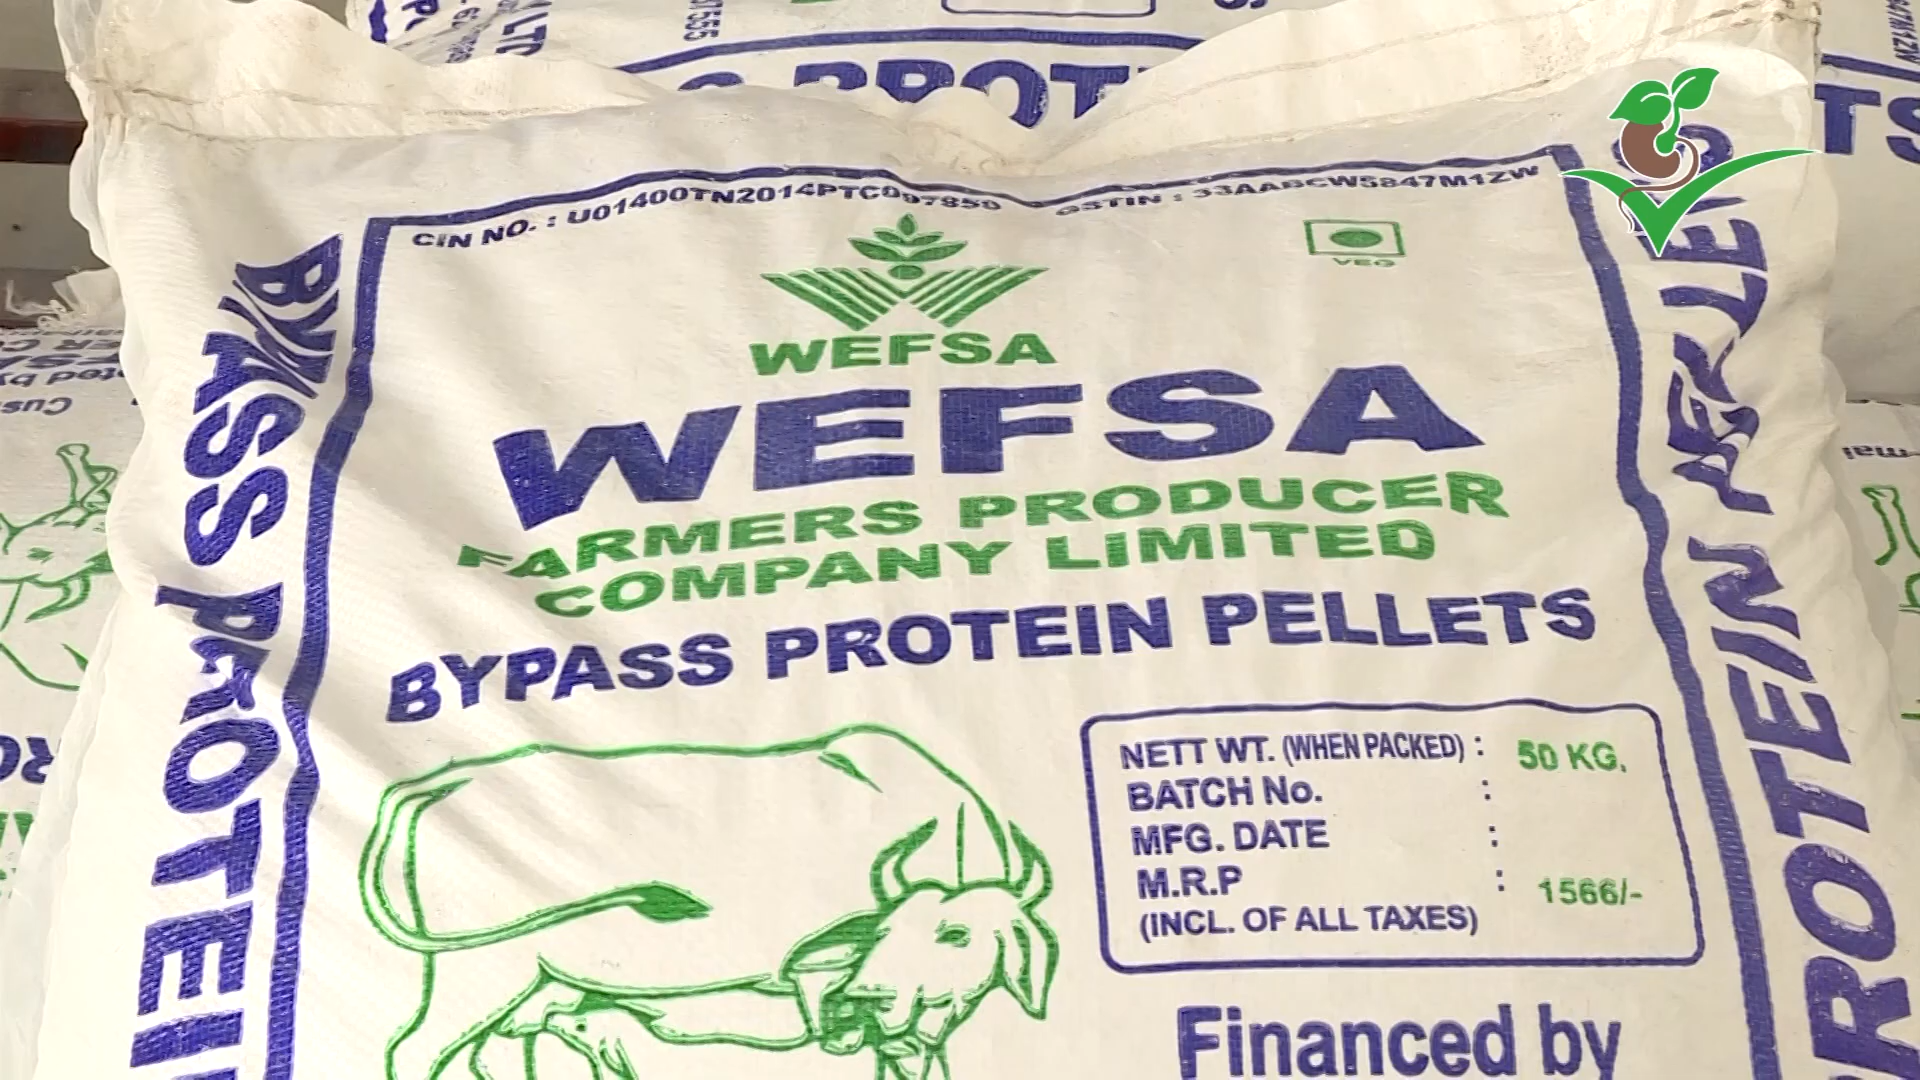 CIN NO. : U01400TN2014PTC097850
GSTIN : 33AABCW5847M1ZW
VEG
WEFSA
WEFSA
FARMERS PRODUCER
COMPANY LIMITED
BYPASS PROTEIN PELLETS
NETT WT. (WHEN PACKED) : 50 KG.
BATCH No. :
MFG. DATE :
M.R.P : 1566/-
(INCL. OF ALL TAXES)
Financed by
BYPASS PROTEIN
PROTEIN PELLETS